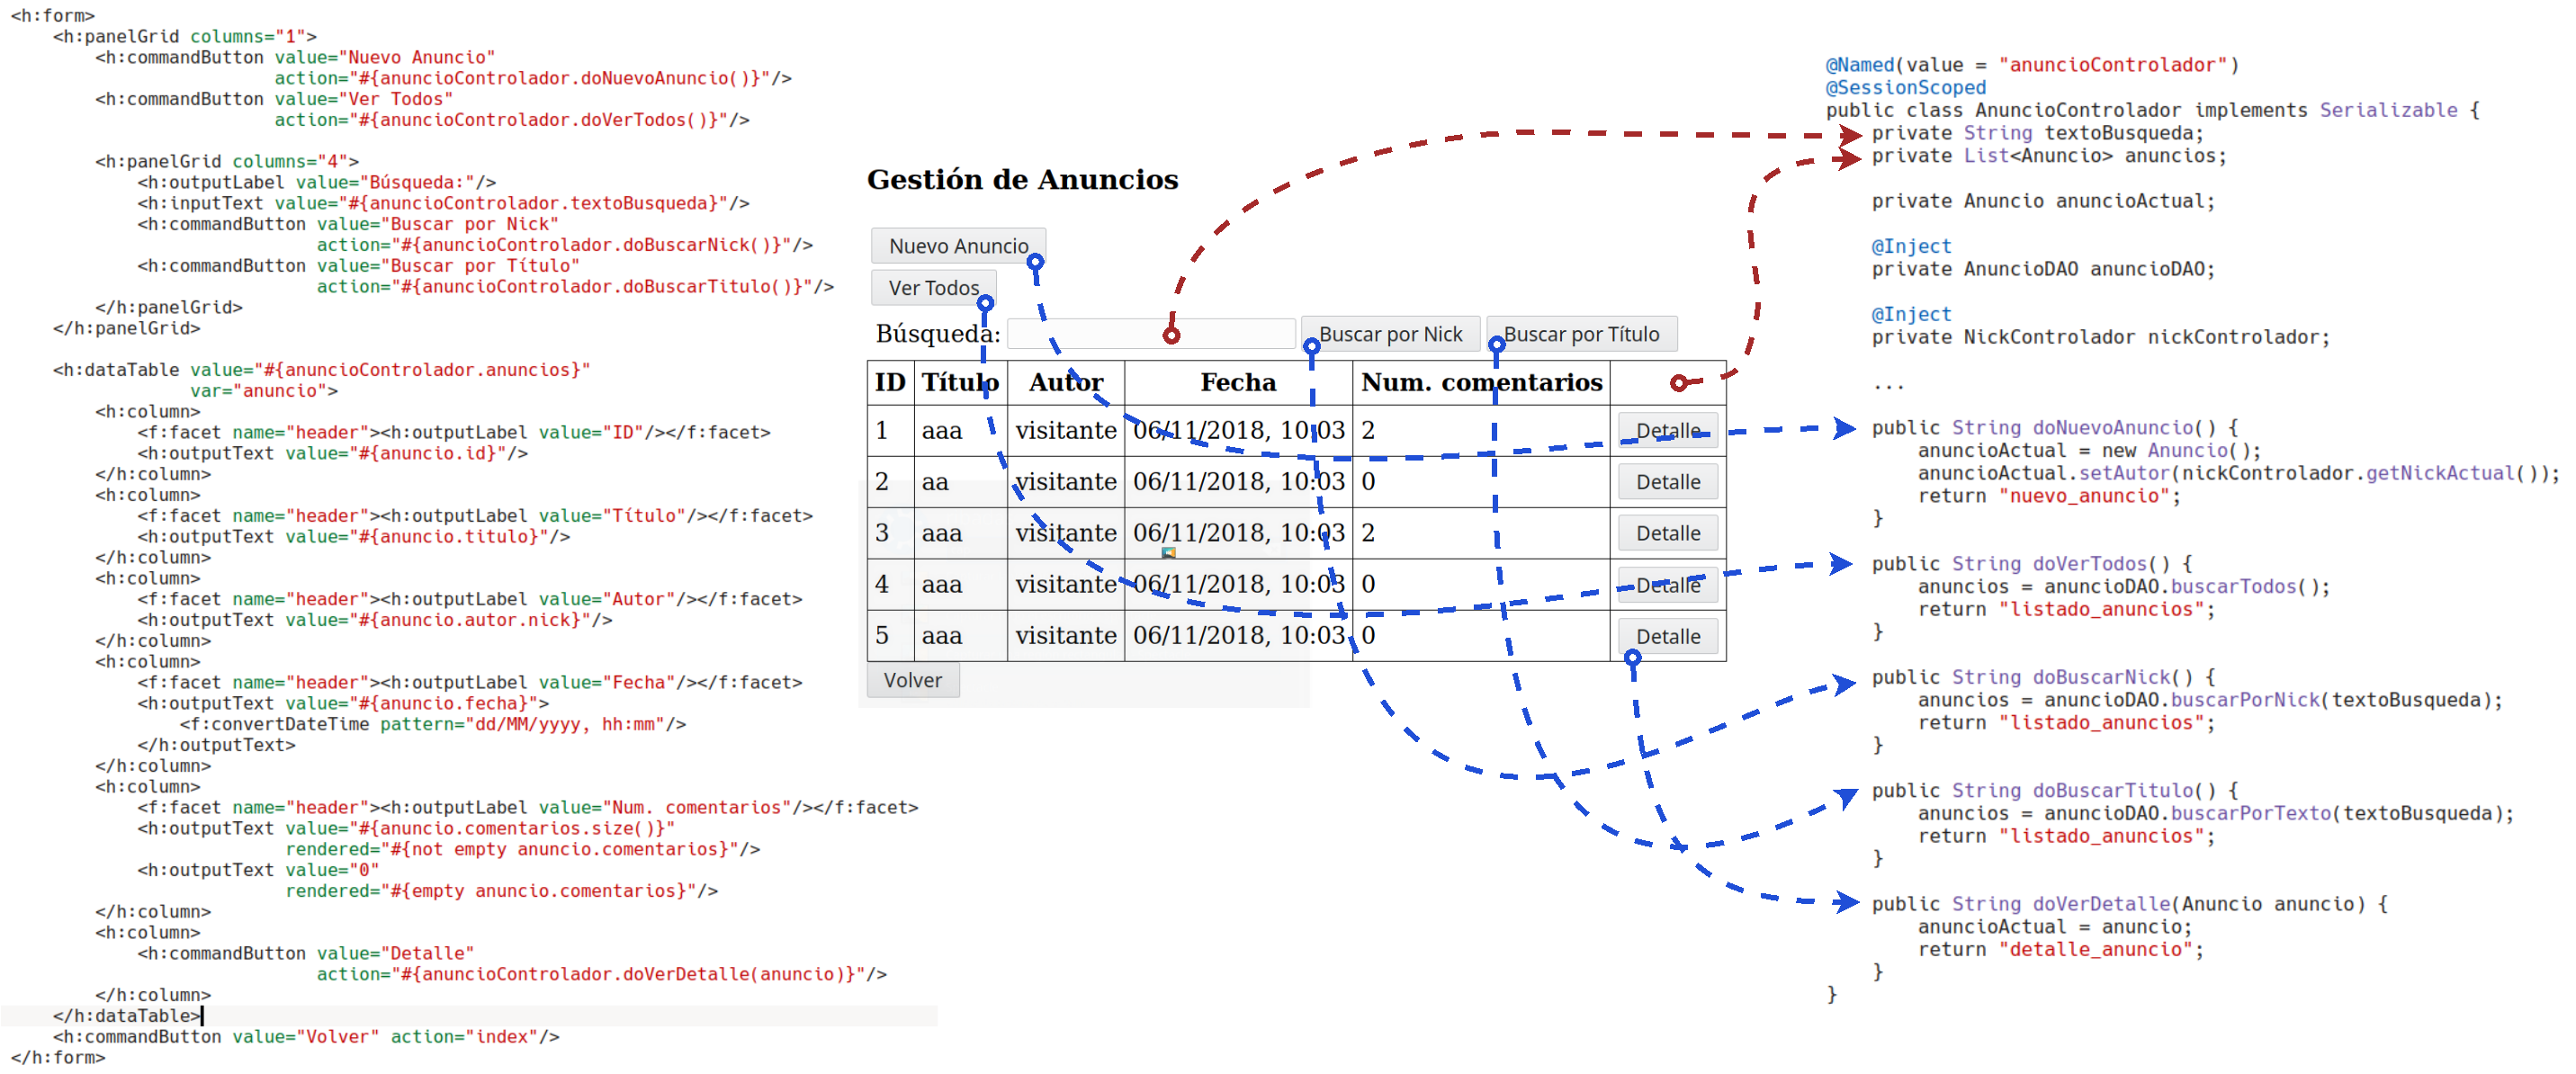 <h:form>
    <h:panelGrid columns="1">
        <h:commandButton value="Nuevo Anuncio"
                         action="#{anuncioControlador.doNuevoAnuncio()}"/>
        <h:commandButton value="Ver Todos"
                         action="#{anuncioControlador.doVerTodos()}"/>
        <h:panelGrid columns="4">
            <h:outputLabel value="Búsqueda:"/>
            <h:inputText value="#{anuncioControlador.textoBusqueda}"/>
            <h:commandButton value="Buscar por Nick"
                             action="#{anuncioControlador.doBuscarNick()}"/>
            <h:commandButton value="Buscar por Título"
                             action="#{anuncioControlador.doBuscarTitulo()}"/>
        </h:panelGrid>
    </h:panelGrid>
    <h:dataTable value="#{anuncioControlador.anuncios}"
                 var="anuncio">
        <h:column>
            <f:facet name="header"><h:outputLabel value="ID"/></f:facet>
            <h:outputText value="#{anuncio.id}"/>
        </h:column>
        <h:column>
            <f:facet name="header"><h:outputLabel value="Título"/></f:facet>
            <h:outputText value="#{anuncio.titulo}"/>
        </h:column>
        <h:column>
            <f:facet name="header"><h:outputLabel value="Autor"/></f:facet>
            <h:outputText value="#{anuncio.autor.nick}"/>
        </h:column>
        <h:column>
            <f:facet name="header"><h:outputLabel value="Fecha"/></f:facet>
            <h:outputText value="#{anuncio.fecha}">
                <f:convertDateTime pattern="dd/MM/yyyy, hh:mm"/>
            </h:outputText>
        </h:column>
        <h:column>
            <f:facet name="header"><h:outputLabel value="Num. comentarios"/></f:facet>
            <h:outputText value="#{anuncio.comentarios.size()}"
                          rendered="#{not empty anuncio.comentarios}"/>
            <h:outputText value="0"
                          rendered="#{empty anuncio.comentarios}"/>
        </h:column>
        <h:column>
            <h:commandButton value="Detalle"
                             action="#{anuncioControlador.doVerDetalle(anuncio)}"/>
        </h:column>
    </h:dataTable>
    <h:commandButton value="Volver" action="index"/>
</h:form>
Gestión de Anuncios
Nuevo Anuncio
Ver Todos
Búsqueda: Buscar por Nick Buscar por Título
ID Título Autor Fecha Num. comentarios
1 aaa visitante 06/11/2018, 10:03 2 Detalle
2 aa visitante 06/11/2018, 10:03 0 Detalle
3 aaa visitante 06/11/2018, 10:03 2 Detalle
4 aaa visitante 06/11/2018, 10:03 0 Detalle
5 aaa visitante 06/11/2018, 10:03 0 Detalle
Volver
@Named(value = "anuncioControlador")
@SessionScoped
public class AnuncioControlador implements Serializable {
    private String textoBusqueda;
    private List<Anuncio> anuncios;
    private Anuncio anuncioActual;
    @Inject
    private AnuncioDAO anuncioDAO;
    @Inject
    private NickControlador nickControlador;
    ...
    public String doNuevoAnuncio() {
        anuncioActual = new Anuncio();
        anuncioActual.setAutor(nickControlador.getNickActual());
        return "nuevo_anuncio";
    }
    public String doVerTodos() {
        anuncios = anuncioDAO.buscarTodos();
        return "listado_anuncios";
    }
    public String doBuscarNick() {
        anuncios = anuncioDAO.buscarPorNick(textoBusqueda);
        return "listado_anuncios";
    }
    public String doBuscarTitulo() {
        anuncios = anuncioDAO.buscarPorTexto(textoBusqueda);
        return "listado_anuncios";
    }
    public String doVerDetalle(Anuncio anuncio) {
        anuncioActual = anuncio;
        return "detalle_anuncio";
    }
}